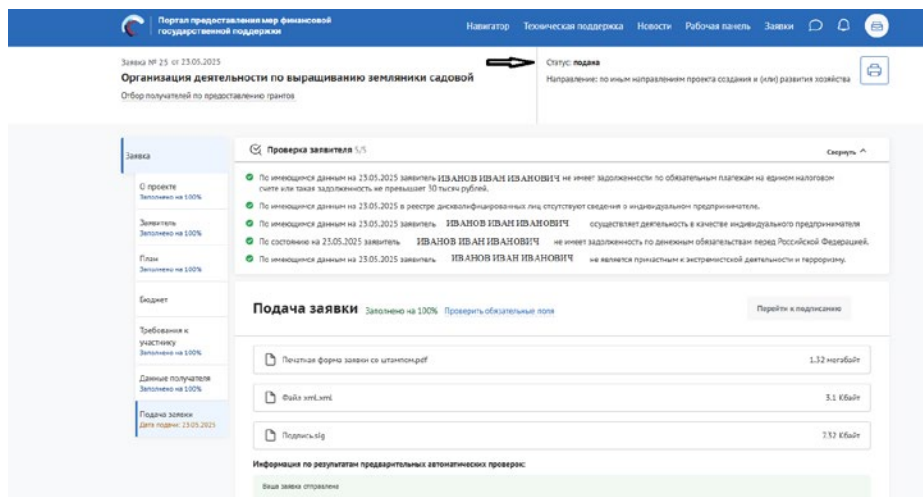 Портал предоставления мер финансовой
государственной поддержки
Навигатор Техническая поддержка Новости Рабочая панель Заявки
Заявка № 25 от 23.05.2025
Организация деятельности по выращиванию земляники садовой
Отбор получателей по предоставлению грантов
Статус: подана
Направление: по иным направлениям проекта создания и (или) развития хозяйства
Заявка
О проекте
Заполнено на 100%
Заявитель
Заполнено на 100%
План
Заполнено на 100%
Бюджет
Требования к
участнику
Заполнено на 100%
Данные получателя
Заполнено на 100%
Подача заявки
Дата подачи: 23.05.2025
Проверка заявителя 5/5
Свернуть
По имеющимся данным на 23.05.2025 заявитель ИВАНОВ ИВАН ИВАНОВИЧ не имеет задолженности по обязательным платежам на едином налоговом
счете или такая задолженность не превышает 30 тысяч рублей.
По имеющимся данным на 23.05.2025 в реестре дисквалифицированных лиц отсутствуют сведения о индивидуальном предпринимателе.
По имеющимся данным на 23.05.2025 заявитель ИВАНОВ ИВАН ИВАНОВИЧ осуществляет деятельность в качестве индивидуального предпринимателя
По состоянию на 23.05.2025 заявитель ИВАНОВ ИВАН ИВАНОВИЧ не имеет задолженность по денежным обязательствам перед Российской Федерацией.
По имеющимся данным на 23.05.2025 заявитель ИВАНОВ ИВАН ИВАНОВИЧ не является причастным к экстремистской деятельности и терроризму.
Подача заявки Заполнено на 100% Проверить обязательные поля
Перейти к подписанию
Печатная форма заявки со штампом.pdf 1.32 мегабайт
Файл xml.xml 3.1 Кбайт
Подпись.sig 7.32 Кбайт
Информация по результатам предварительных автоматических проверок:
Ваша заявка отправлена